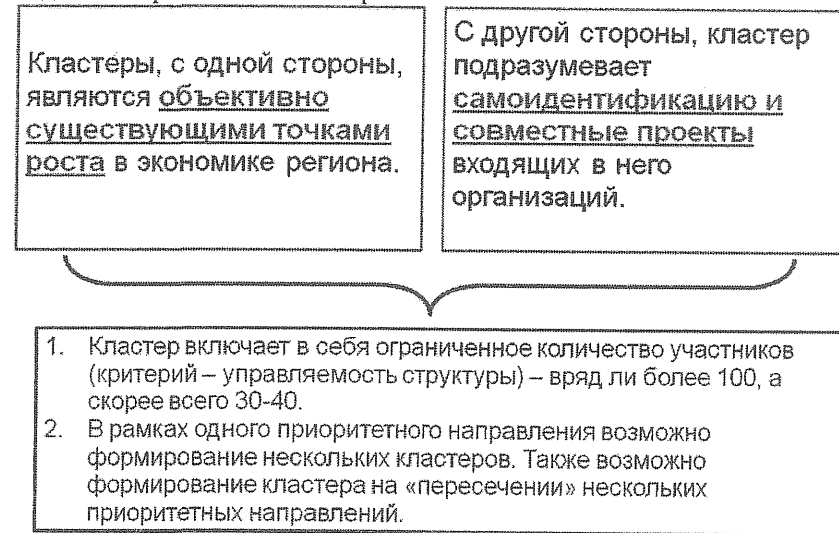 Кластеры, с одной стороны,
являются объективно
существующими точками
роста в экономике региона.
С другой стороны, кластер
подразумевает
самоидентификацию и
совместные проекты
входящих в него
организаций.
1. Кластер включает в себя ограниченное количество участников
(критерий – управляемость структуры) – вряд ли более 100, а
скорее всего 30-40.
2. В рамках одного приоритетного направления возможно
формирование нескольких кластеров. Также возможно
формирование кластера на «пересечении» нескольких
приоритетных направлений.